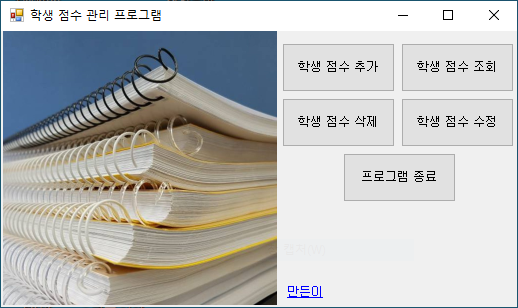 학생 점수 관리 프로그램
학생 점수 추가
학생 점수 조회
학생 점수 삭제
학생 점수 수정
프로그램 종료
만든이